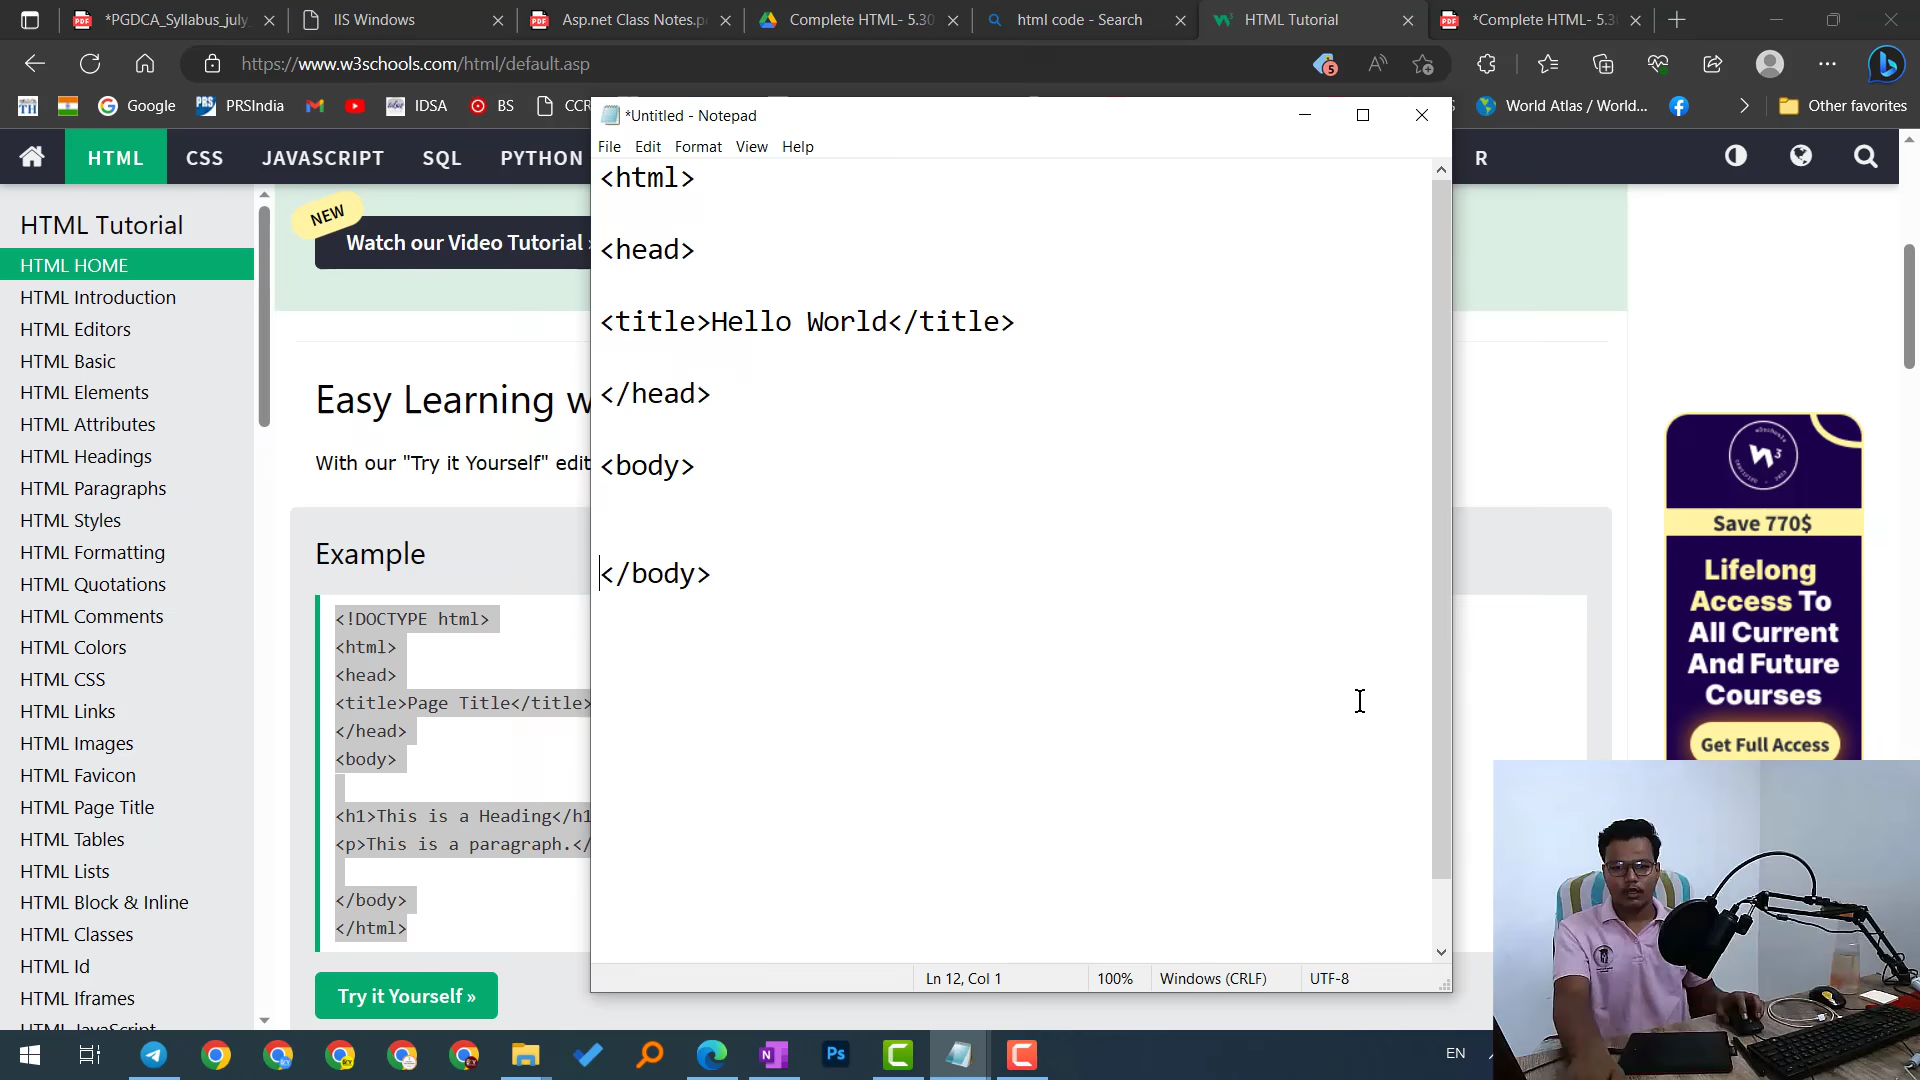 *PGDCA_Syllabus_july
IIS Windows
Asp.net Class Notes.p
Complete HTML- 5.30
html code - Search
HTML Tutorial
*Complete HTML- 5.3
https://www.w3schools.com/html/default.asp
5
TH
Google
PRS
PRSIndia
IDSA
BS
CCR
World Atlas / World...
Other favorites
HTML
CSS
JAVASCRIPT
SQL
PYTHON
R
HTML Tutorial
HTML HOME
HTML Introduction
HTML Editors
HTML Basic
HTML Elements
HTML Attributes
HTML Headings
HTML Paragraphs
HTML Styles
HTML Formatting
HTML Quotations
HTML Comments
HTML Colors
HTML CSS
HTML Links
HTML Images
HTML Favicon
HTML Page Title
HTML Tables
HTML Lists
HTML Block & Inline
HTML Classes
HTML Id
HTML Iframes
HTML JavaScript
NEW
Watch our Video Tutorial »
Easy Learning w
With our "Try it Yourself" edit
Example
<!DOCTYPE html>
<html>
<head>
<title>Page Title</title>
</head>
<body>
<h1>This is a Heading</h1
<p>This is a paragraph.</
</body>
</html>
Try it Yourself »
*Untitled - Notepad
File Edit Format View Help
<html>
<head>
<title>Hello World</title>
</head>
<body>
</body>
Ln 12, Col 1
100%
Windows (CRLF)
UTF-8
Save 770$
Lifelong
Access To
All Current
And Future
Courses
Get Full Access
Ps
EN